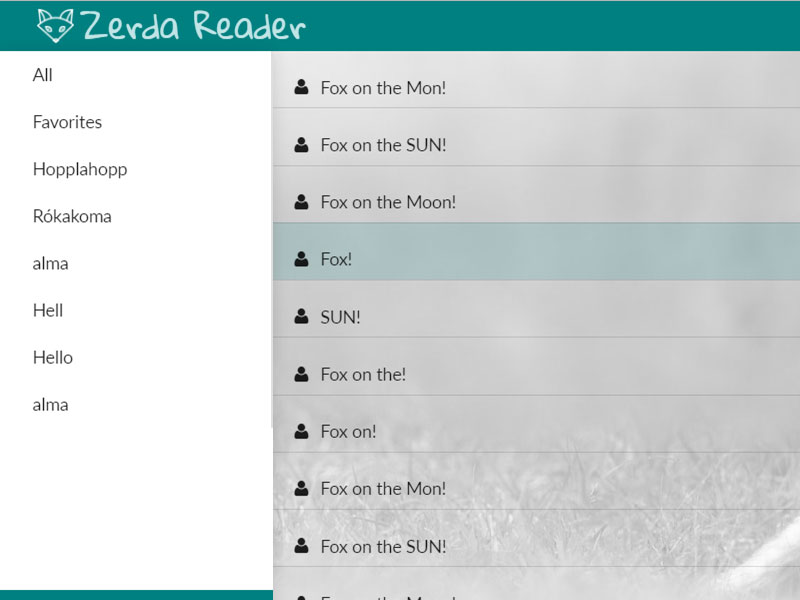 Zerda Reader
All
Favorites
Hopplahopp
Rókakoma
alma
Hell
Hello
alma
Fox on the Mon!
Fox on the SUN!
Fox on the Moon!
Fox!
SUN!
Fox on the!
Fox on!
Fox on the Mon!
Fox on the SUN!